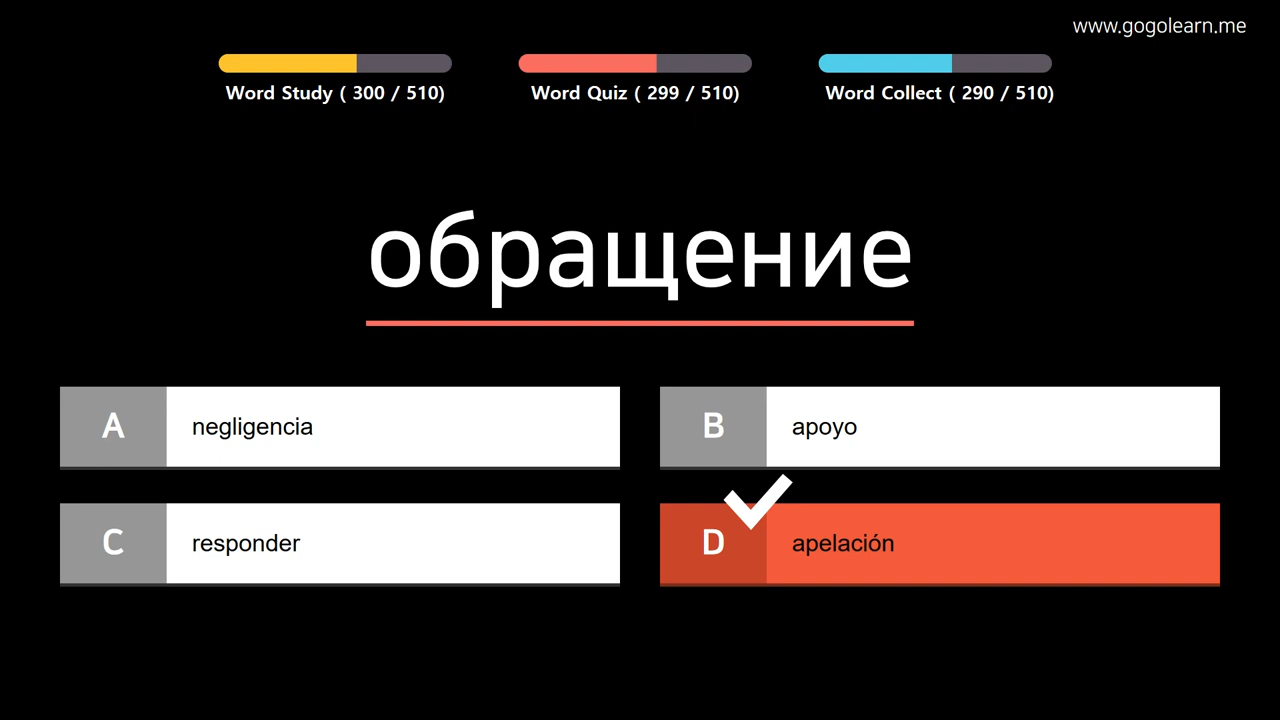 www.gogolearn.me
Word Study ( 300 / 510)
Word Quiz ( 299 / 510)
Word Collect ( 290 / 510)
обращение
A negligencia
B apoyo
C responder
D apelación